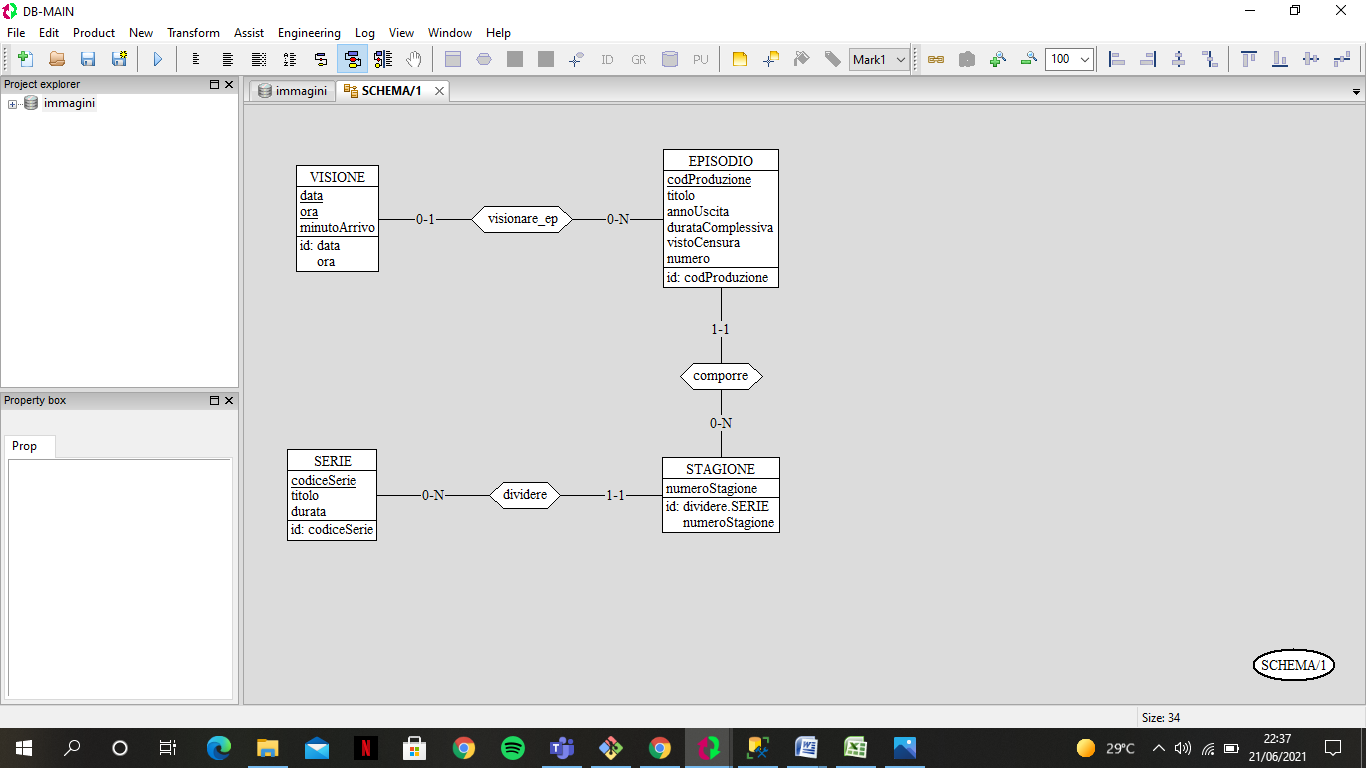 DB-MAIN
File Edit Product New Transform Assist Engineering Log View Window Help
ID GR PU Mark1 100
Project explorer
immagini
immagini SCHEMA/1
VISIONE
data
ora
minutoArrivo
id: data
ora
0-1
visionare_ep
0-N
EPISODIO
codProduzione
titolo
annoUscita
durataComplessiva
vistoCensura
numero
id: codProduzione
1-1
comporre
0-N
Property box
Prop
SERIE
codiceSerie
titolo
durata
id: codiceSerie
0-N
dividere
1-1
STAGIONE
numeroStagione
id: dividere.SERIE
numeroStagione
SCHEMA/1
Size: 34
29°C
22:37
21/06/2021